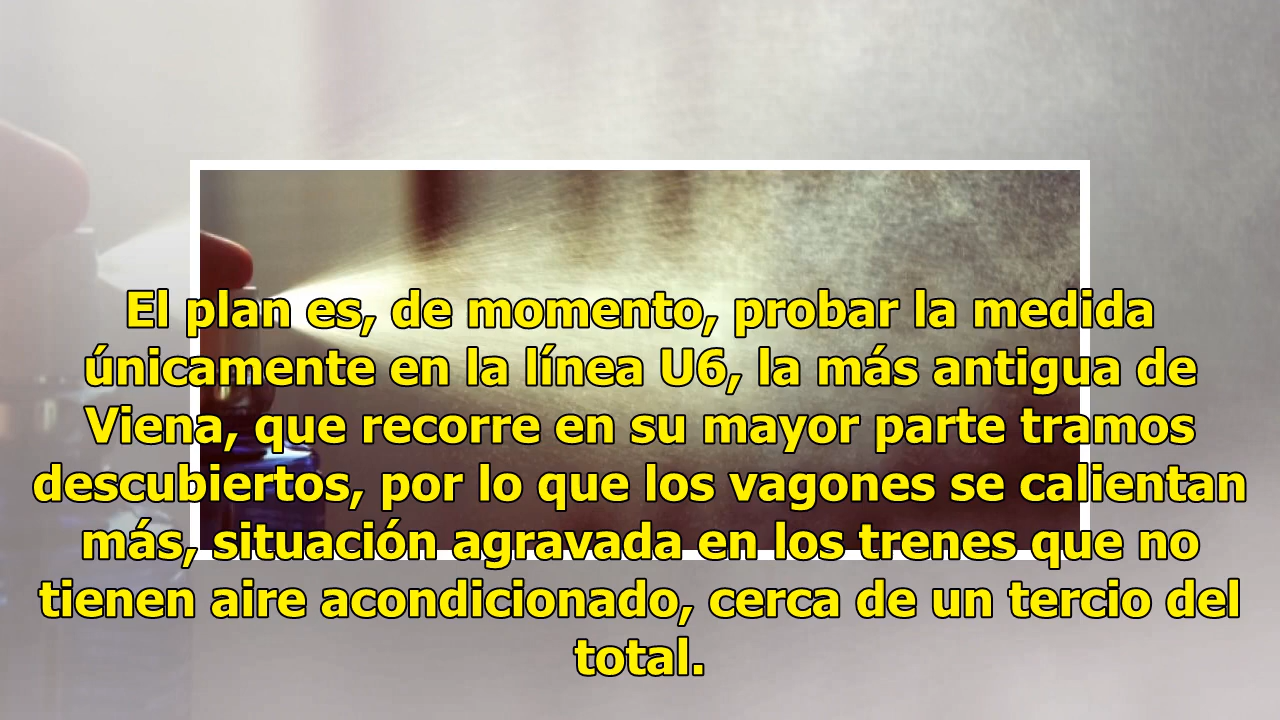 El plan es, de momento, probar la medida
únicamente en la línea U6, la más antigua de
Viena, que recorre en su mayor parte tramos
descubiertos, por lo que los vagones se calientan
más, situación agravada en los trenes que no
tienen aire acondicionado, cerca de un tercio del
total.